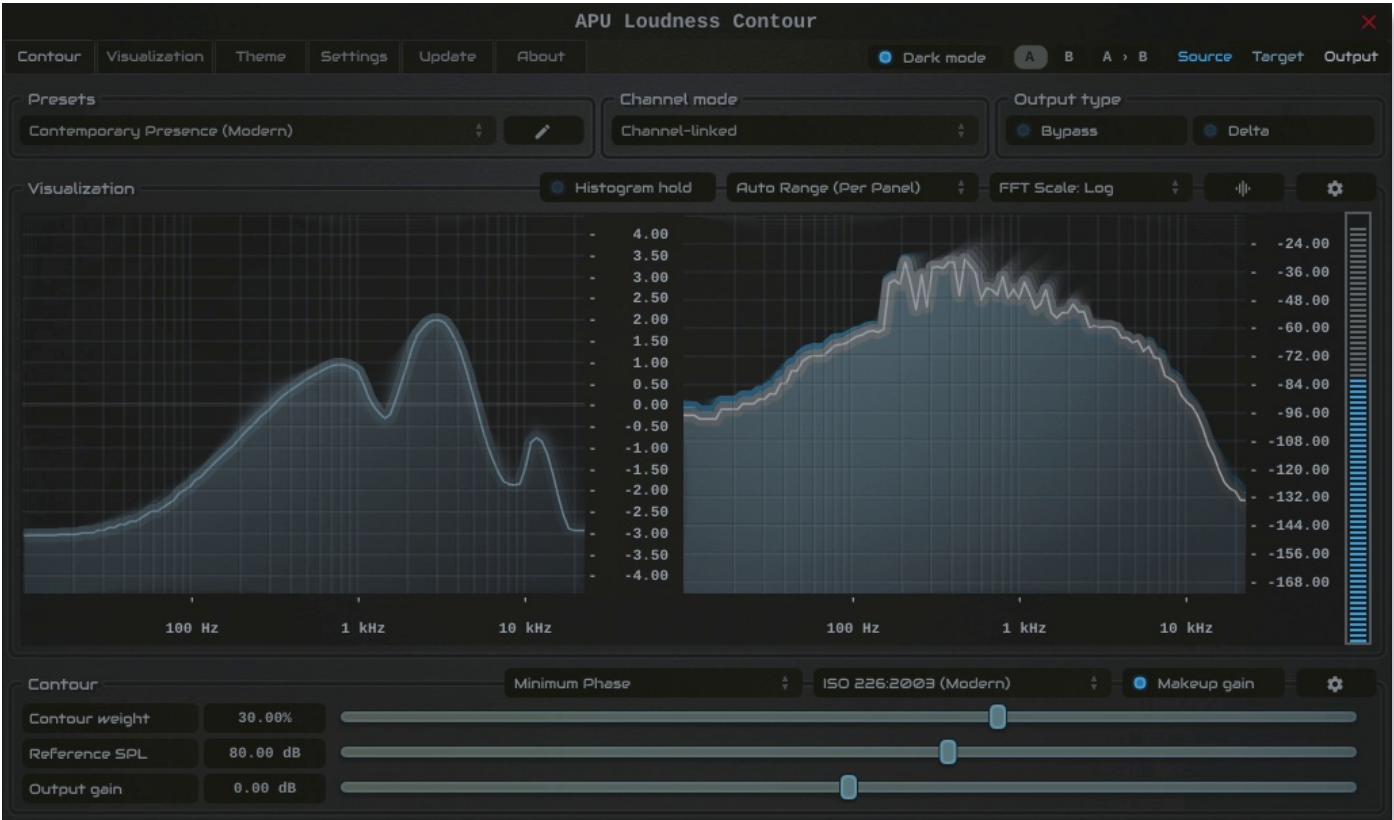 APU Loudness Contour
Contour Visualization Theme Settings Update About Dark mode A B A › B Source Target Output
Presets Channel mode Output type
Contemporary Presence (Modern) Channel-linked Bypass Delta
Visualization Histogram hold Auto Range (Per Panel) FFT Scale: Log
4.00
3.50
3.00
2.50
2.00
1.50
1.00
0.50
0.00
-0.50
-1.00
-1.50
-2.00
-2.50
-3.00
-3.50
-4.00
100 Hz 1 kHz 10 kHz
-24.00
-36.00
-48.00
-60.00
-72.00
-84.00
-96.00
-108.00
-120.00
-132.00
-144.00
-156.00
-168.00
100 Hz 1 kHz 10 kHz
Contour Minimum Phase ISO 226:2003 (Modern) Makeup gain
Contour weight 30.00%
Reference SPL 80.00 dB
Output gain 0.00 dB